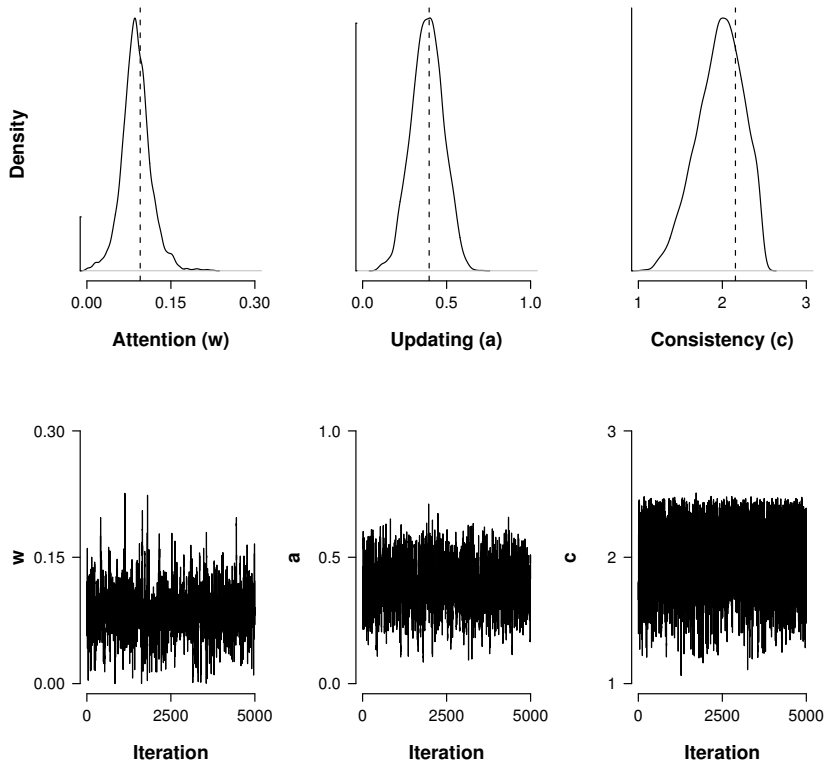 Density
0.00 0.15 0.30
Attention (w)
0.0 0.5 1.0
Updating (a)
1 2 3
Consistency (c)
0.30
0.15
0.00
w
0 2500 5000
Iteration
1.0
0.5
0.0
a
0 2500 5000
Iteration
3
2
1
c
0 2500 5000
Iteration